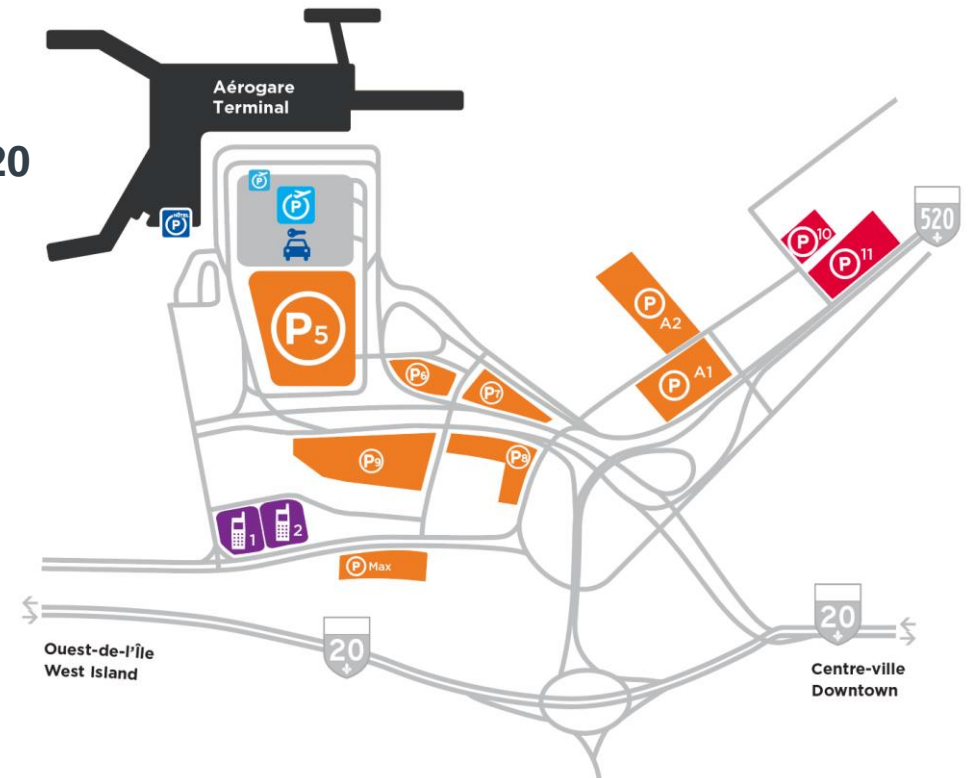 Aérogare
Terminal
20
P HÔTEL
P
P
P5
P6
P7
P8
P9
P A2
P A1
P10
P11
520
1
2
P Max
20
20
Ouest-de-l'Île
West Island
Centre-ville
Downtown